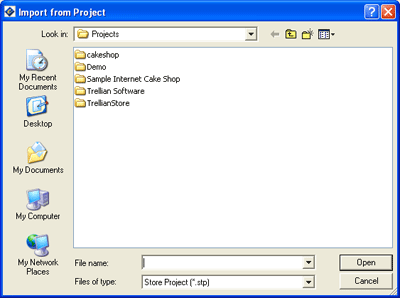 Import from Project
Look in: Projects
cakeshop
Demo
Sample Internet Cake Shop
Trellian Software
TrellianStore
My Recent
Documents
Desktop
My Documents
My Computer
My Network
Places
File name: Open
Files of type: Store Project (*.stp) Cancel